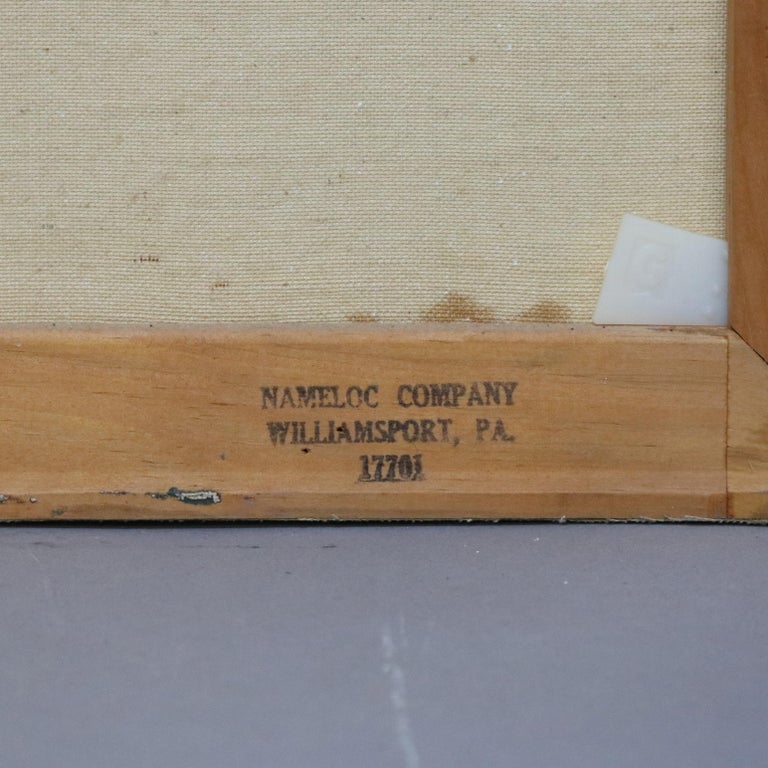 G
NAMELOC COMPANY
WILLIAMSPORT, PA.
17701